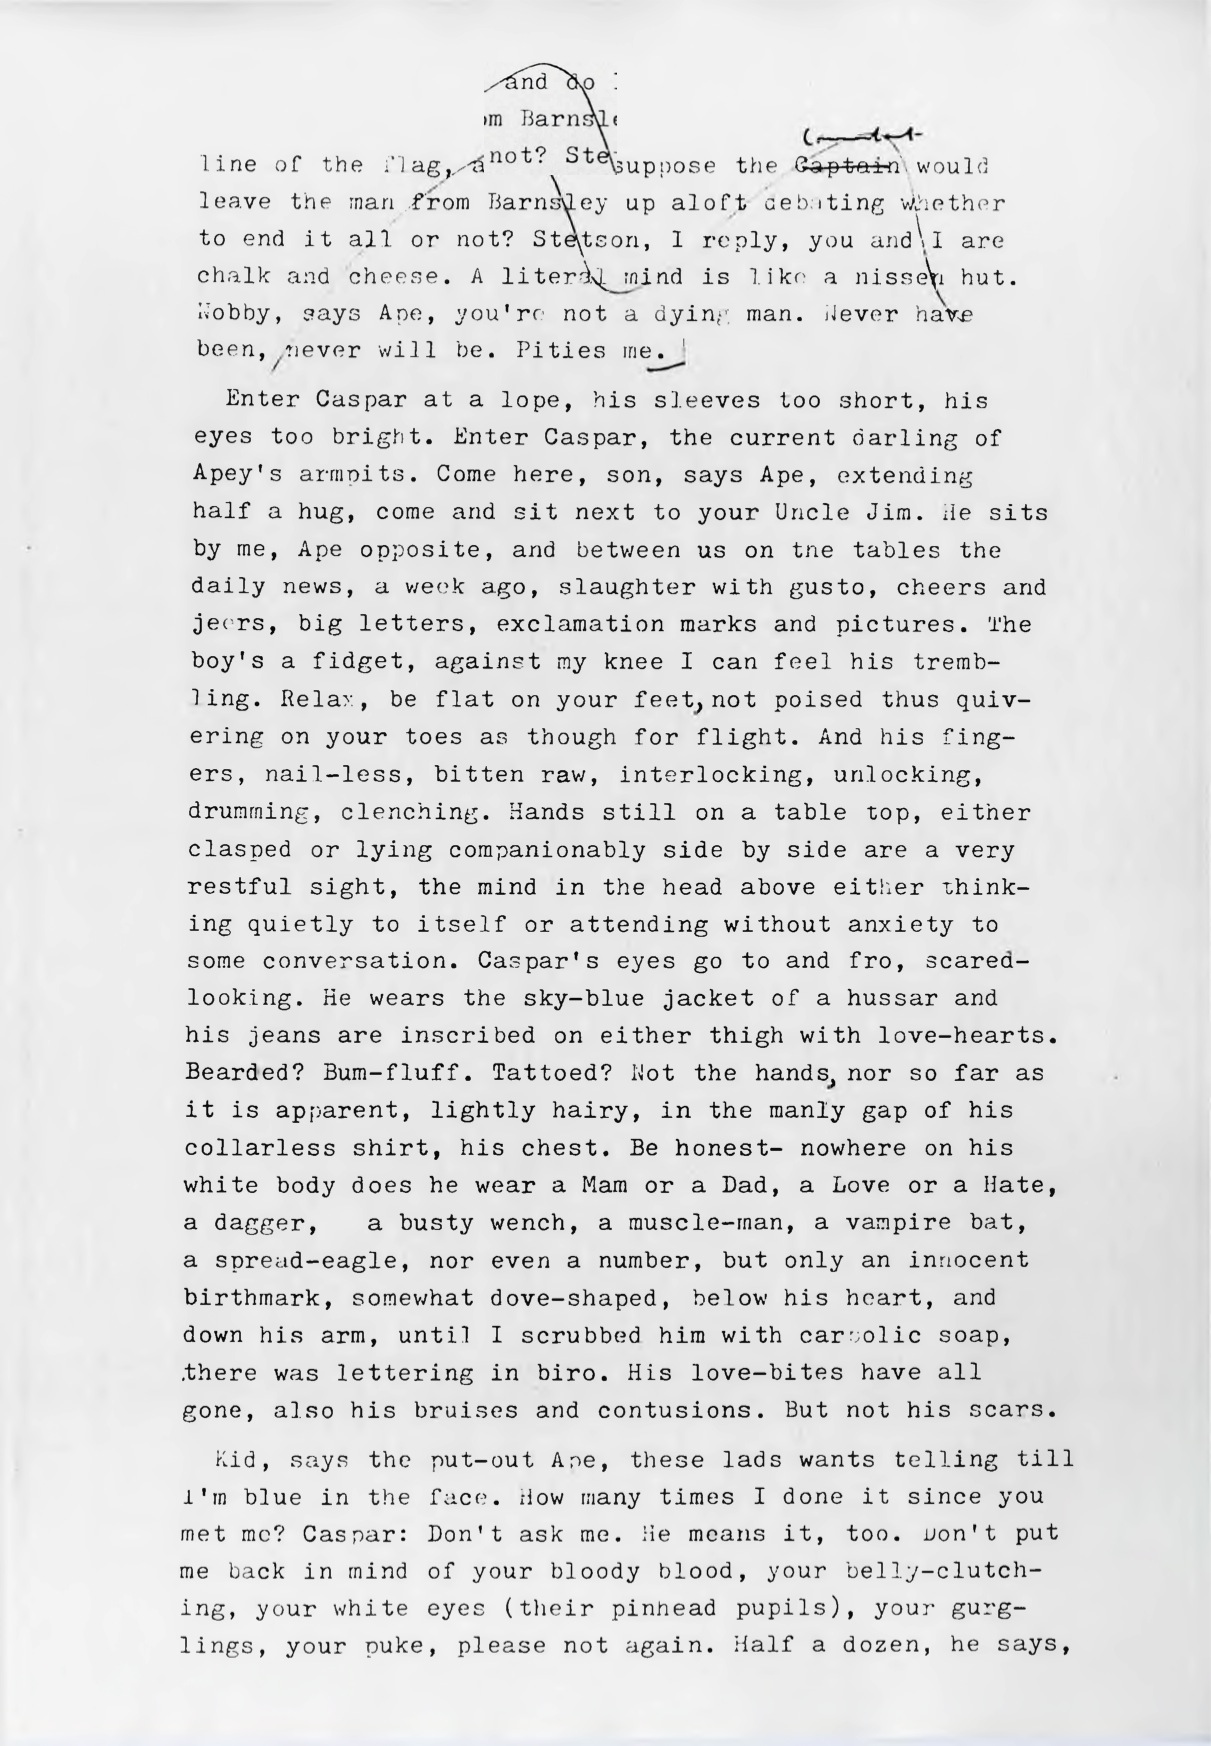 and do
m Barnsl
not? Ste
line of the flag, suppose the Captain would
leave the man from Barnsley up aloft debating whether
to end it all or not? Stetson, I reply, you and I are
chalk and cheese. A literal mind is like a nissen hut.
Nobby, says Ape, you're not a dying man. Never have
been, never will be. Pities me.
Enter Caspar at a lope, his sleeves too short, his
eyes too bright. Enter Caspar, the current darling of
Apey's armpits. Come here, son, says Ape, extending
half a hug, come and sit next to your Uncle Jim. He sits
by me, Ape opposite, and between us on the tables the
daily news, a week ago, slaughter with gusto, cheers and
jeers, big letters, exclamation marks and pictures. The
boy's a fidget, against my knee I can feel his tremb-
ling. Relax, be flat on your feet, not poised thus quiv-
ering on your toes as though for flight. And his fing-
ers, nail-less, bitten raw, interlocking, unlocking,
drumming, clenching. Hands still on a table top, either
clasped or lying companionably side by side are a very
restful sight, the mind in the head above either think-
ing quietly to itself or attending without anxiety to
some conversation. Caspar's eyes go to and fro, scared-
looking. He wears the sky-blue jacket of a hussar and
his jeans are inscribed on either thigh with love-hearts.
Bearded? Bum-fluff. Tattoed? Not the hands, nor so far as
it is apparent, lightly hairy, in the manly gap of his
collarless shirt, his chest. Be honest- nowhere on his
white body does he wear a Mam or a Dad, a Love or a Hate,
a dagger, a busty wench, a muscle-man, a vampire bat,
a spread-eagle, nor even a number, but only an innocent
birthmark, somewhat dove-shaped, below his heart, and
down his arm, until I scrubbed him with carbolic soap,
there was lettering in biro. His love-bites have all
gone, also his bruises and contusions. But not his scars.
Kid, says the put-out Ape, these lads wants telling till
I'm blue in the face. How many times I done it since you
met me? Caspar: Don't ask me. He means it, too. Don't put
me back in mind of your bloody blood, your belly-clutch-
ing, your white eyes (their pinhead pupils), your gurg-
lings, your puke, please not again. Half a dozen, he says,